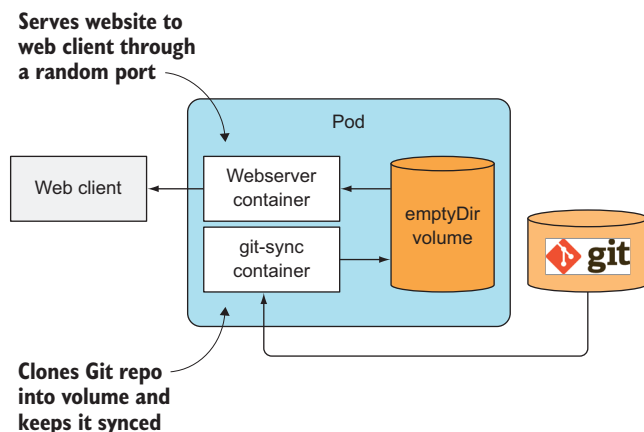 Serves website to
web client through
a random port
Pod
Web client
Webserver
container
emptyDir
volume
git-sync
container
git
Clones Git repo
into volume and
keeps it synced